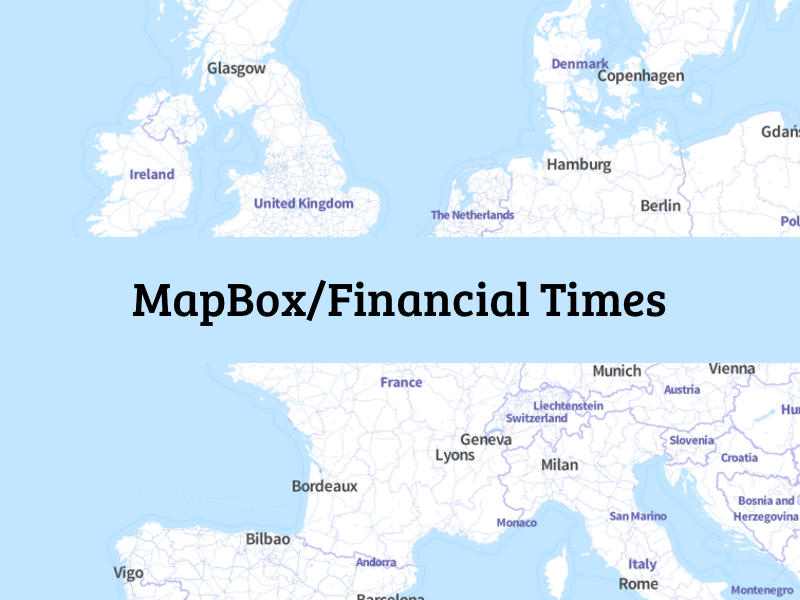 Glasgow
Denmark
Copenhagen
Gdańs
Hamburg
Ireland
United Kingdom
The Netherlands
Berlin
Pol
MapBox/Financial Times
Munich
Vienna
France
Austria
Liechtenstein
Switzerland
Hu
Geneva
Lyons
Slovenia
Croatia
Milan
Bordeaux
Bosnia and
Herzegovina
Monaco
San Marino
Bilbao
Andorra
Italy
Vigo
Rome
Montenegro
Barcelona